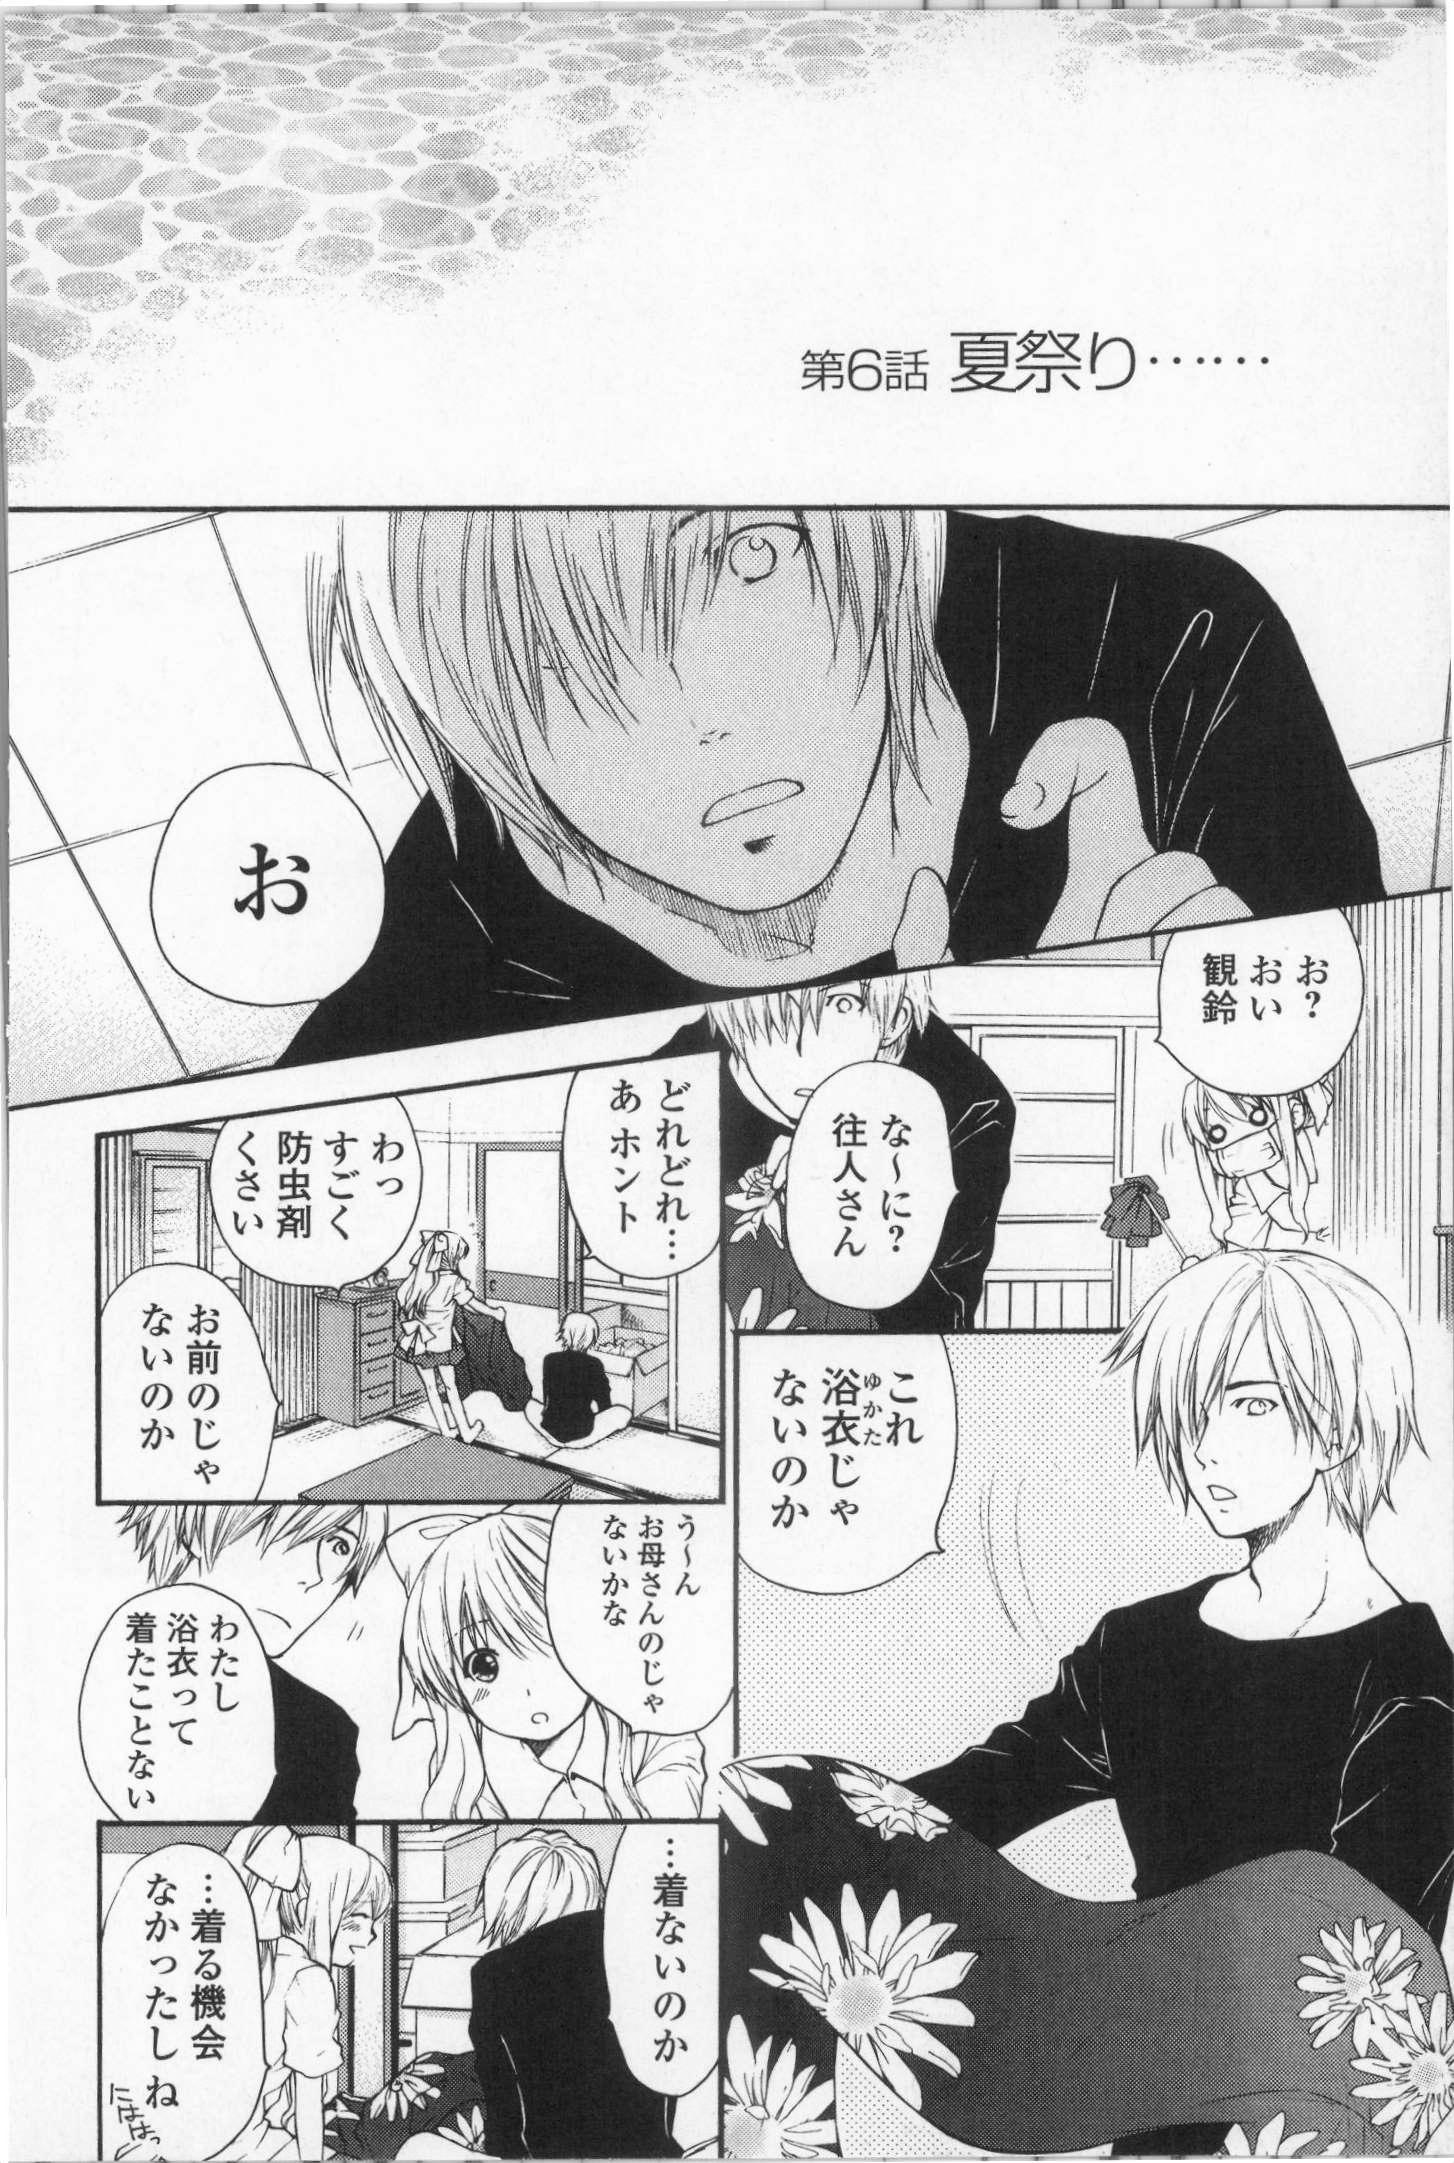 第6話 夏祭り……
お
お？
おい
観鈴
な～に？
往人さん
これ
浴衣じゃ
ゆかた
ないのか
どれどれ…
あ ホント
わっ
すごく
防虫剤
くさい
お前のじゃ
ないのか
う～ん
お母さんのじゃ
ないかな
わたし
浴衣って
着たことない
…着ないのか
…着る機会
なかったしね
にははっ